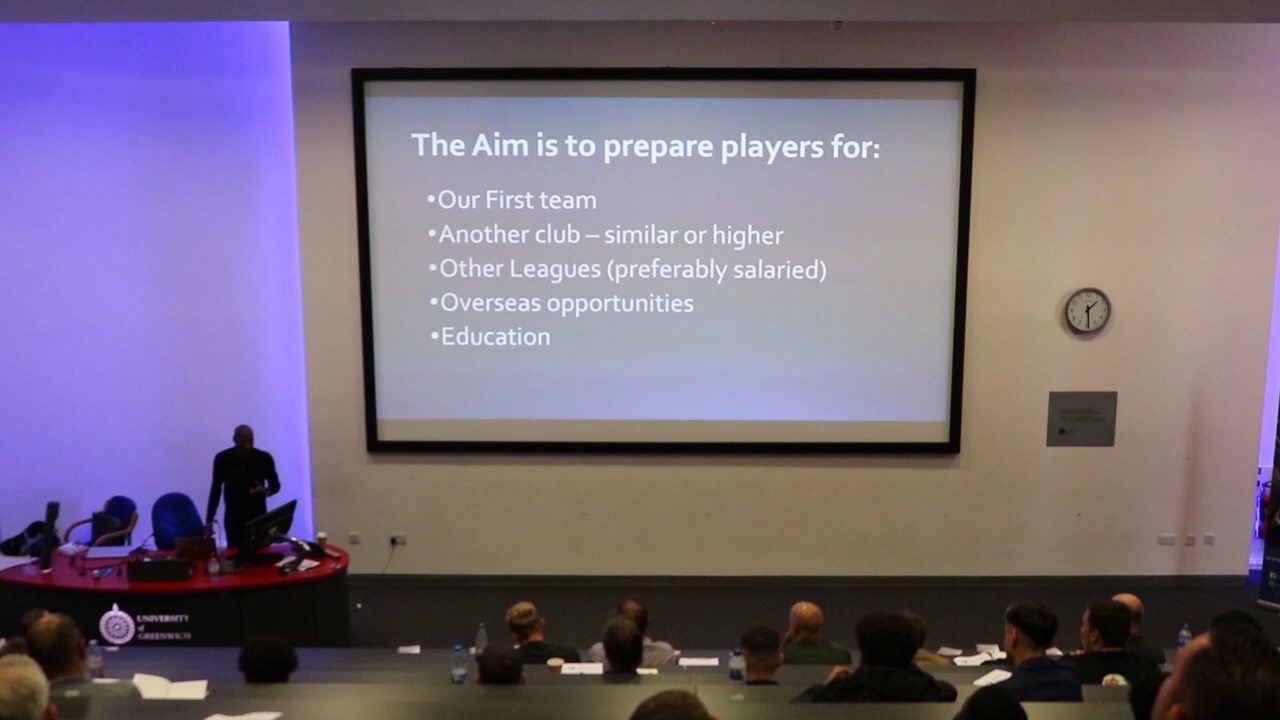 The Aim is to prepare players for:
•Our First team
•Another club – similar or higher
•Other Leagues (preferably salaried)
•Overseas opportunities
•Education
UNIVERSITY
of
GREENWICH